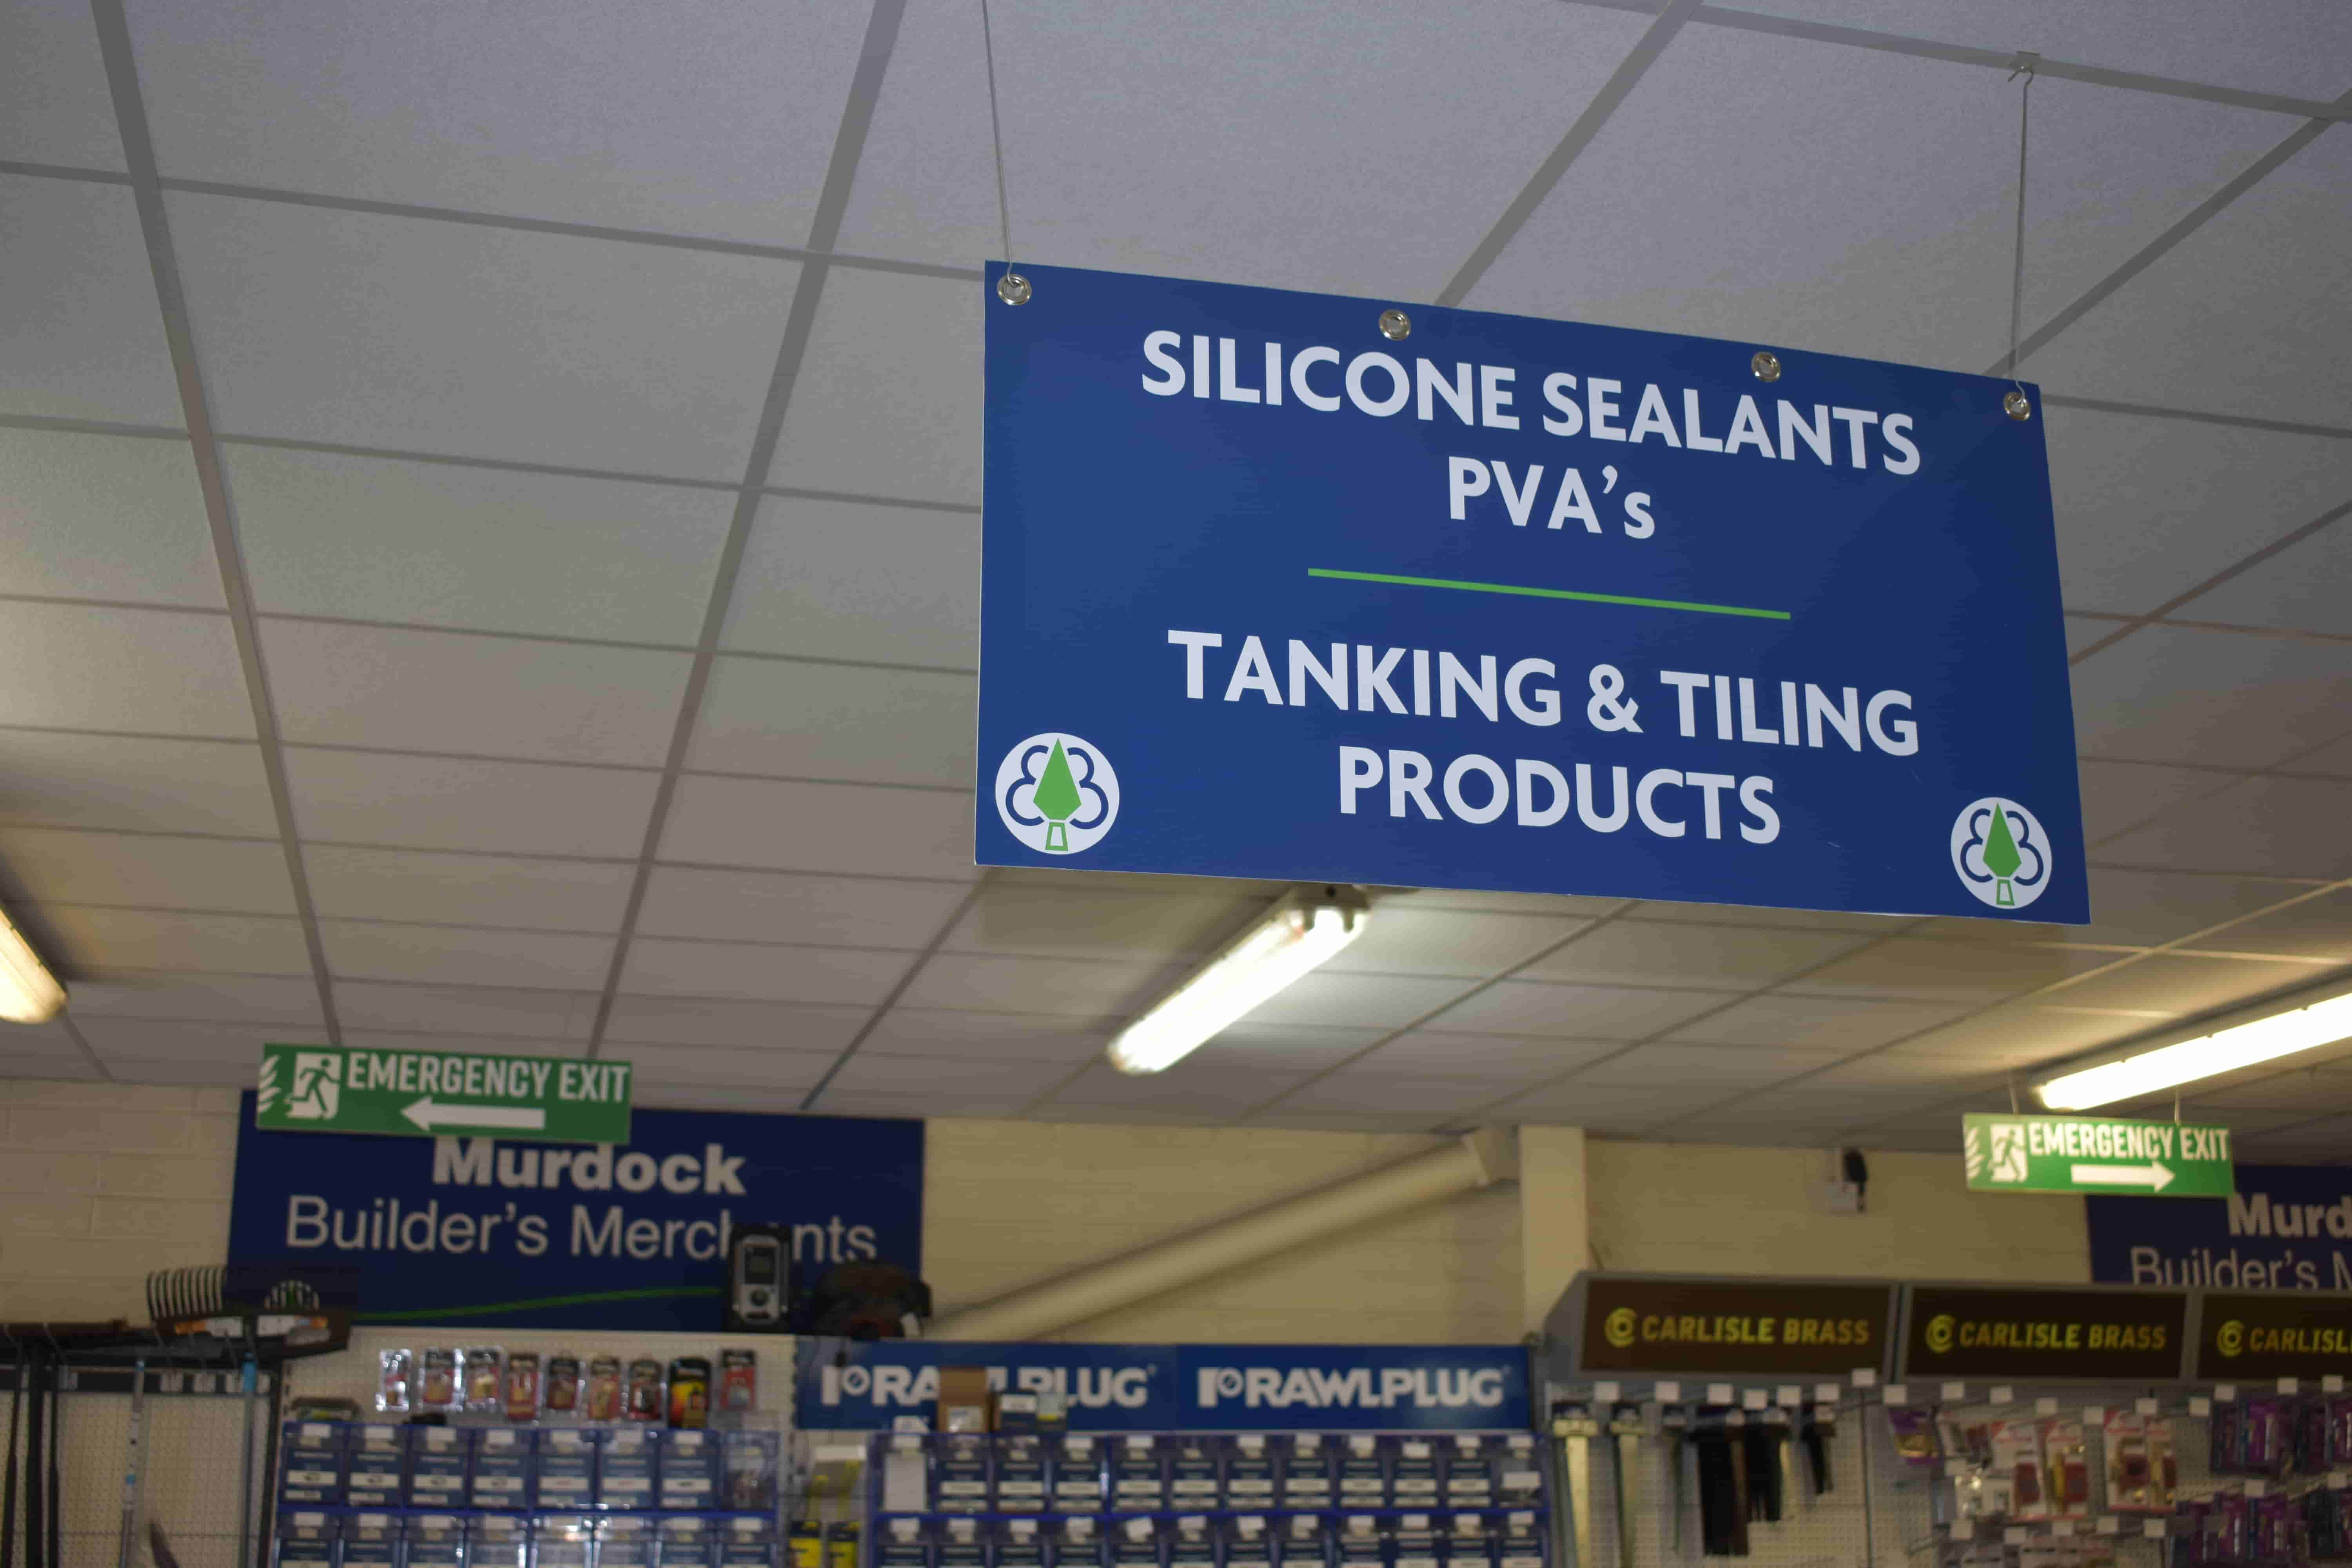 SILICONE SEALANTS
PVA's
TANKING & TILING
PRODUCTS
EMERGENCY EXIT
EMERGENCY EXIT
Murdock
Builder's Merchants
Builder's
CARLISLE BRASS
CARLISLE BRASS
RAWLPLUG®
RAWLPLUG®